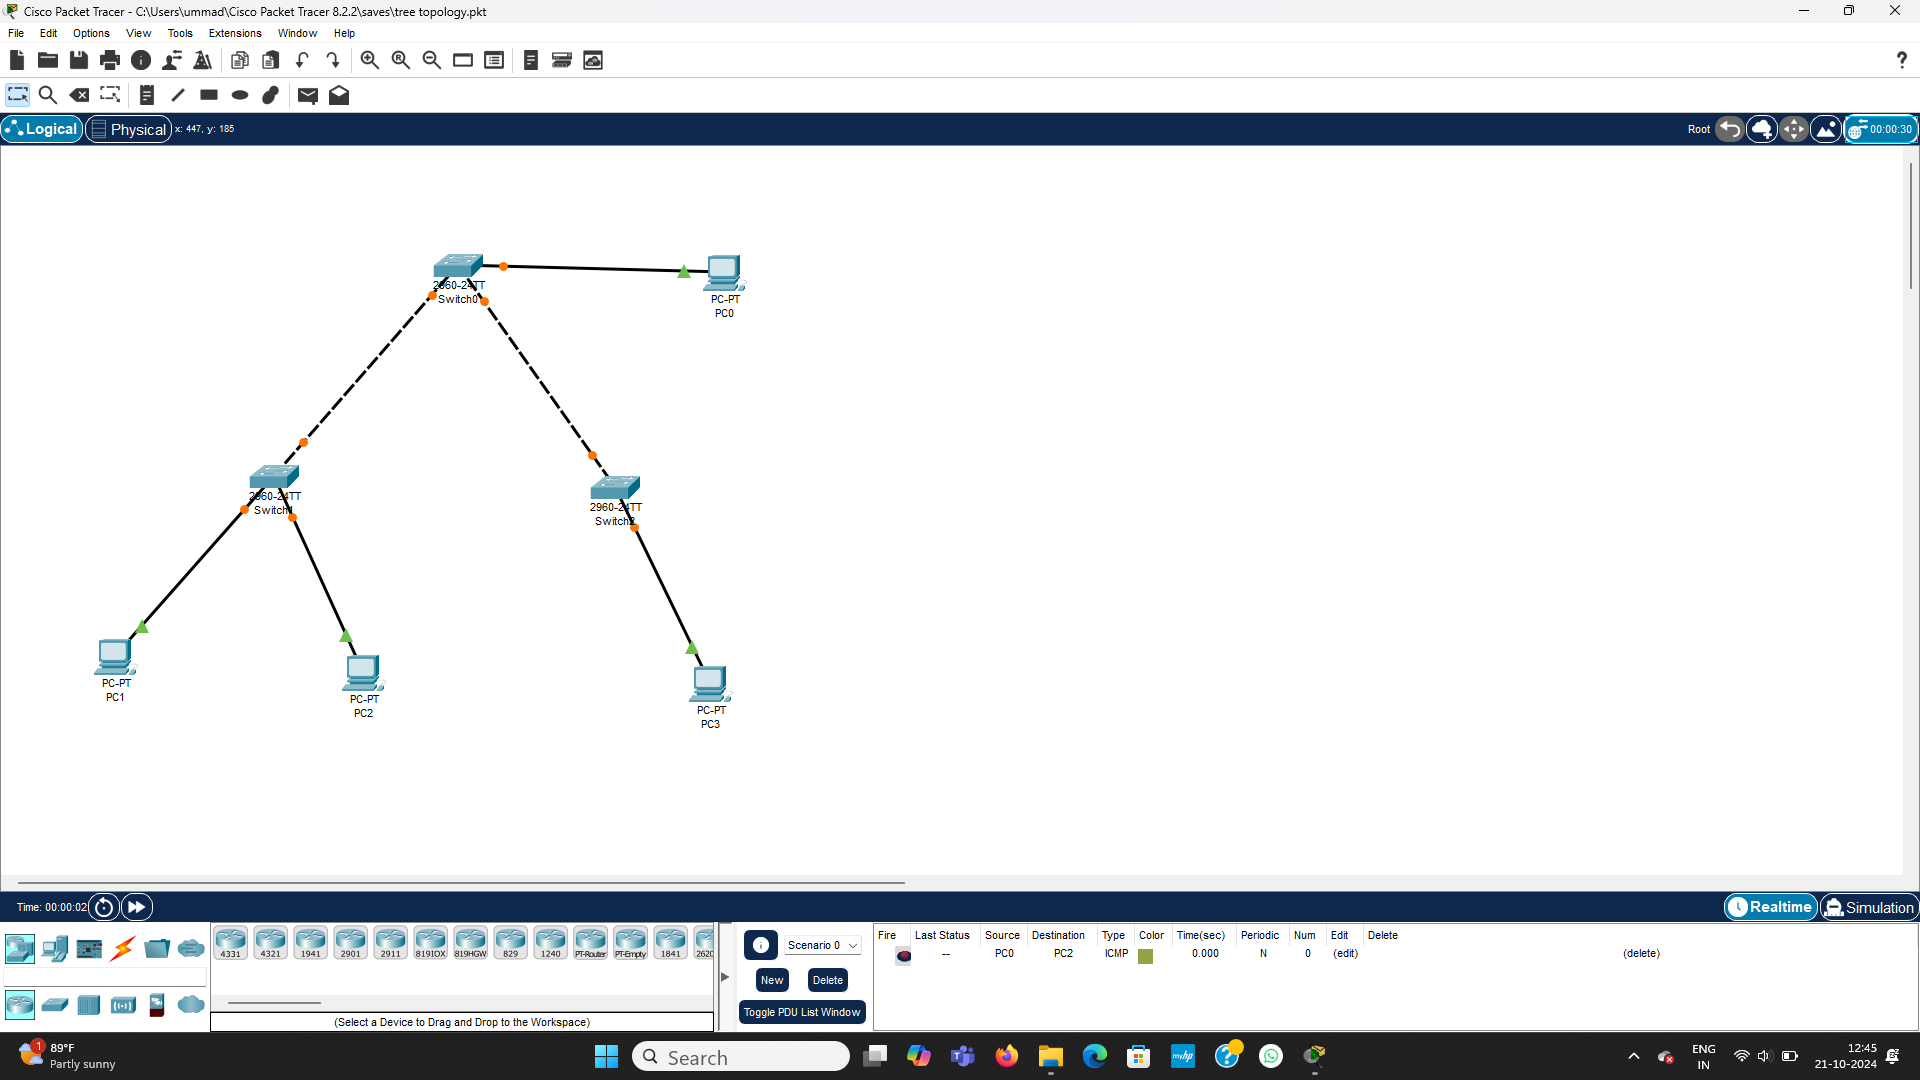 Cisco Packet Tracer - C:\Users\ummad\Cisco Packet Tracer 8.2.2\saves\tree topology.pkt
File Edit Options View Tools Extensions Window Help
?
Logical Physical x: 447, y: 185 Root 00:00:30
2960-24TT
Switch0
PC-PT
PC0
2960-24TT
Switch1
2960-24TT
Switch2
PC-PT
PC1
PC-PT
PC2
PC-PT
PC3
Time: 00:00:02 Realtime Simulation
4331 4321 1941 2901 2911 819IOX 819HGW 829 1240 PT-Router PT-Empty 1841 2620
(Select a Device to Drag and Drop to the Workspace)
Scenario 0
New Delete
Toggle PDU List Window
Fire Last Status Source Destination Type Color Time(sec) Periodic Num Edit Delete
-- PC0 PC2 ICMP 0.000 N 0 (edit) (delete)
1 89°F
Partly sunny
Search
myhp
ENG
IN
12:45
21-10-2024